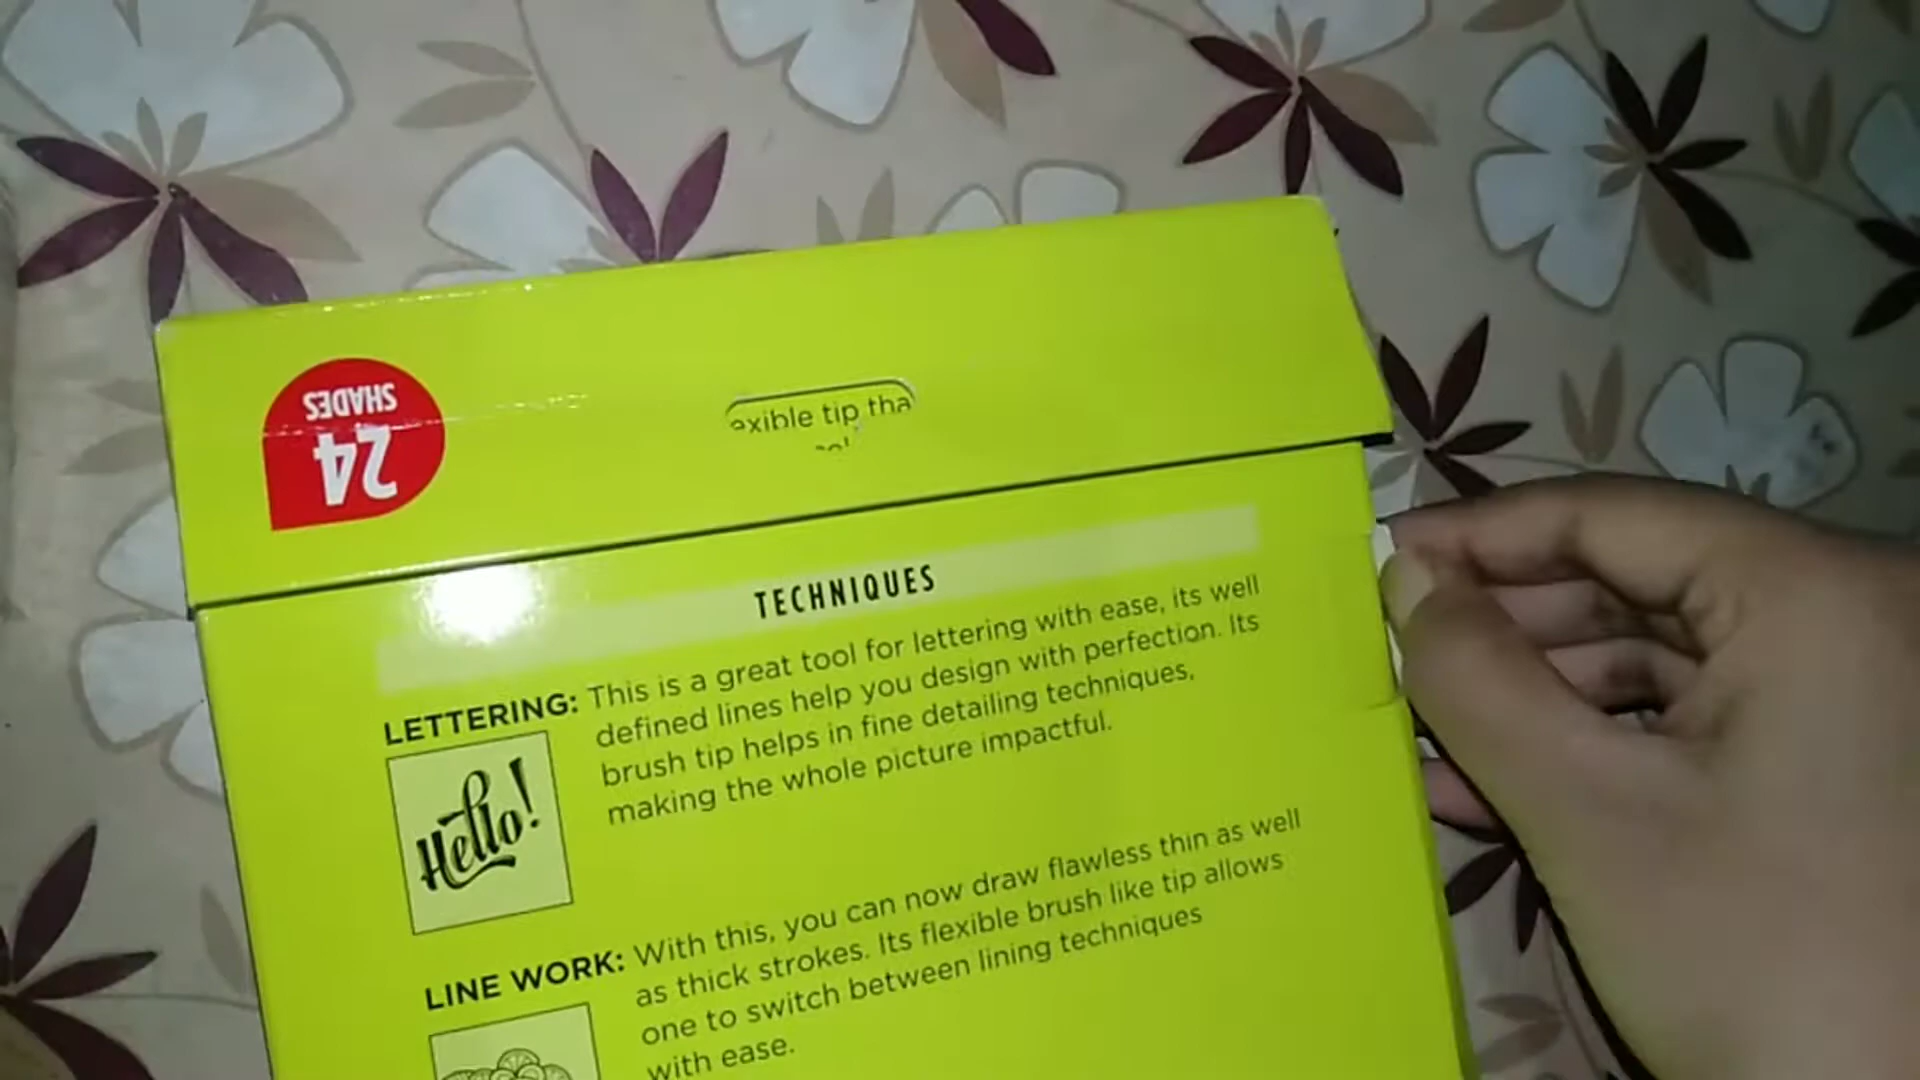 24
SHADES
exible tip tha
TECHNIQUES
LETTERING: This is a great tool for lettering with ease, its well
defined lines help you design with perfection. Its
brush tip helps in fine detailing techniques,
making the whole picture impactful.
Hello!
LINE WORK: With this, you can now draw flawless thin as well
as thick strokes. Its flexible brush like tip allows
one to switch between lining techniques
with ease.